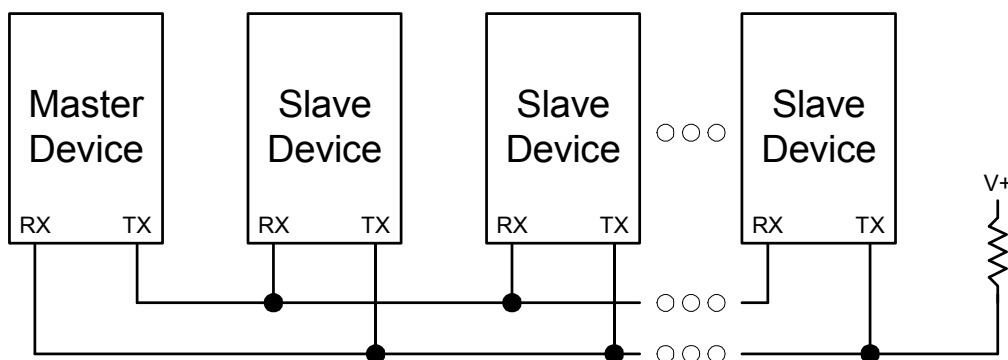 Master
Device
Slave
Device
Slave
Device
Slave
Device
V+
RX TX
RX TX
RX TX
RX TX